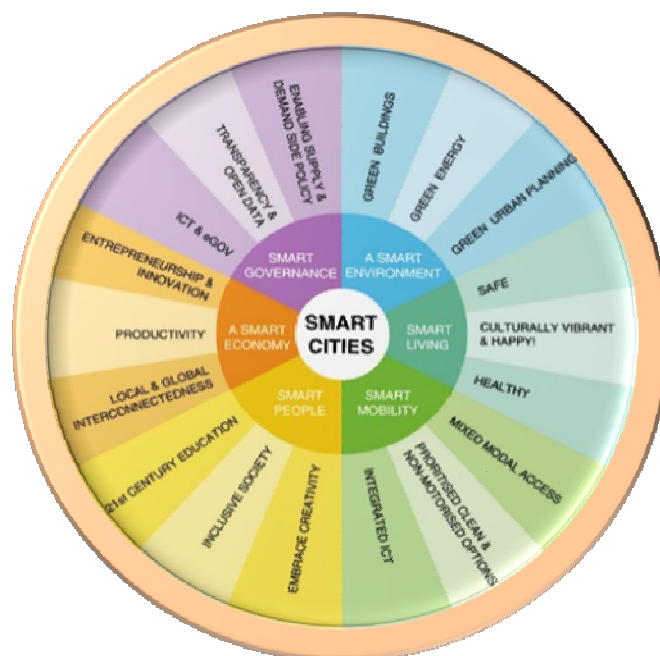 SMART
CITIES
A SMART
ENVIRONMENT
GREEN BUILDINGS
GREEN ENERGY
GREEN URBAN PLANNING
SMART
LIVING
SAFE
CULTURALLY VIBRANT
& HAPPY!
HEALTHY
SMART
MOBILITY
MIXED MODAL ACCESS
PRIORITISED CLEAN &
NON-MOTORISED OPTIONS
INTEGRATED ICT
SMART
PEOPLE
EMBRACE CREATIVITY
INCLUSIVE SOCIETY
21st CENTURY EDUCATION
A SMART
ECONOMY
LOCAL & GLOBAL
INTERCONNECTEDNESS
PRODUCTIVITY
ENTREPRENEURSHIP &
INNOVATION
SMART
GOVERNANCE
ICT & eGOV
TRANSPARENCY &
OPEN DATA
ENABLING SUPPLY &
DEMAND SIDE POLICY